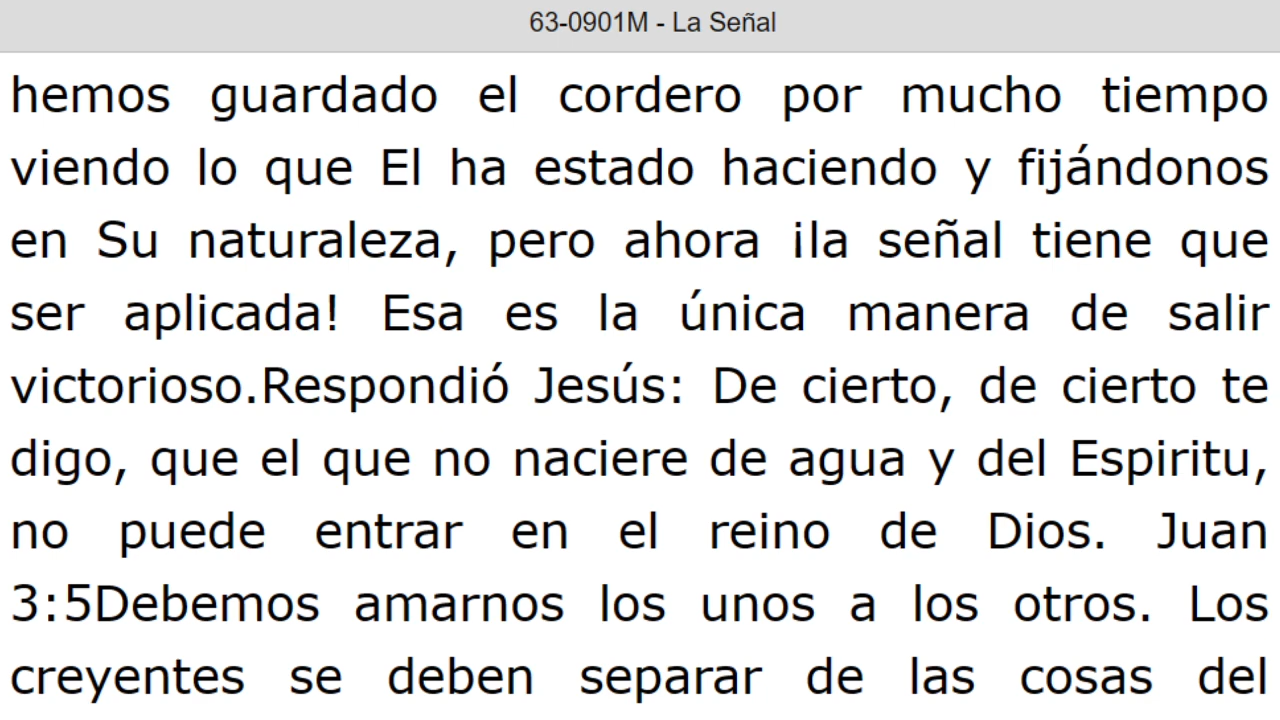 63-0901M - La Señal
hemos guardado el cordero por mucho tiempo
viendo lo que El ha estado haciendo y fijándonos
en Su naturaleza, pero ahora ¡la señal tiene que
ser aplicada! Esa es la única manera de salir
victorioso.Respondió Jesús: De cierto, de cierto te
digo, que el que no naciere de agua y del Espiritu,
no puede entrar en el reino de Dios. Juan
3:5Debemos amarnos los unos a los otros. Los
creyentes se deben separar de las cosas del